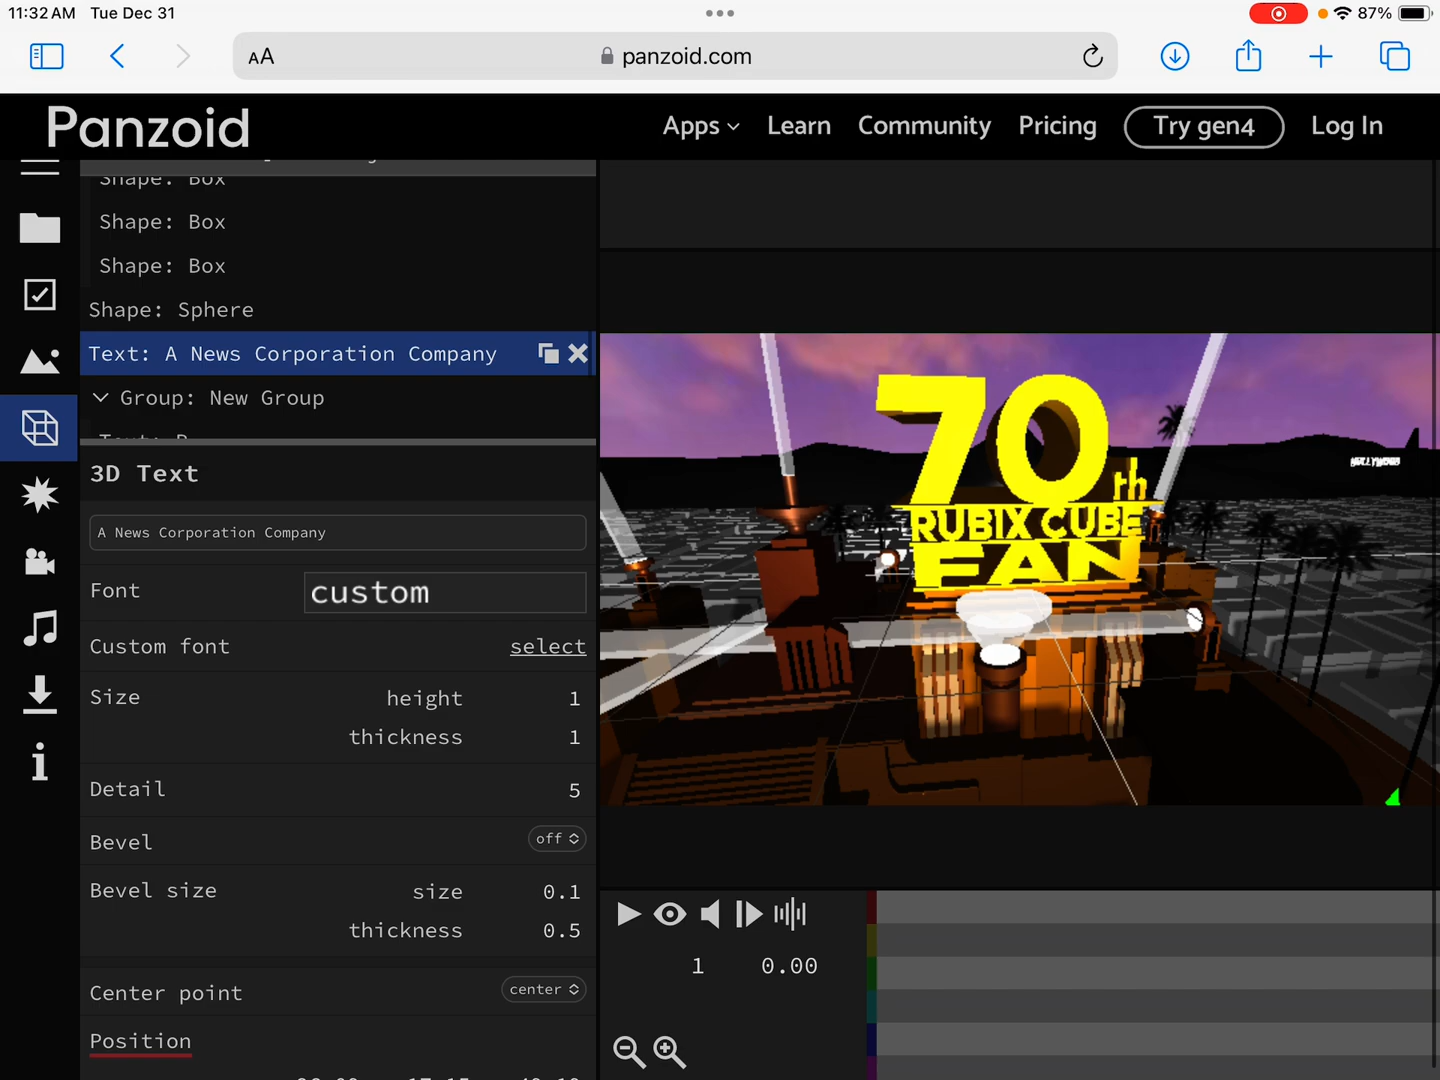 11:32 AM Tue Dec 31
87%
AA
panzoid.com
Panzoid
Apps
Learn
Community
Pricing
Try gen4
Log In
Shape: Box
Shape: Box
Shape: Box
Shape: Sphere
Text: A News Corporation Company
Group: New Group
3D Text
A News Corporation Company
Font
custom
Custom font
select
Size
height
1
thickness
1
Detail
5
Bevel
off
Bevel size
size
0.1
thickness
0.5
Center point
center
Position
70th
RUBIX CUBE
FAN
HOLLYWOOD
1
0.00